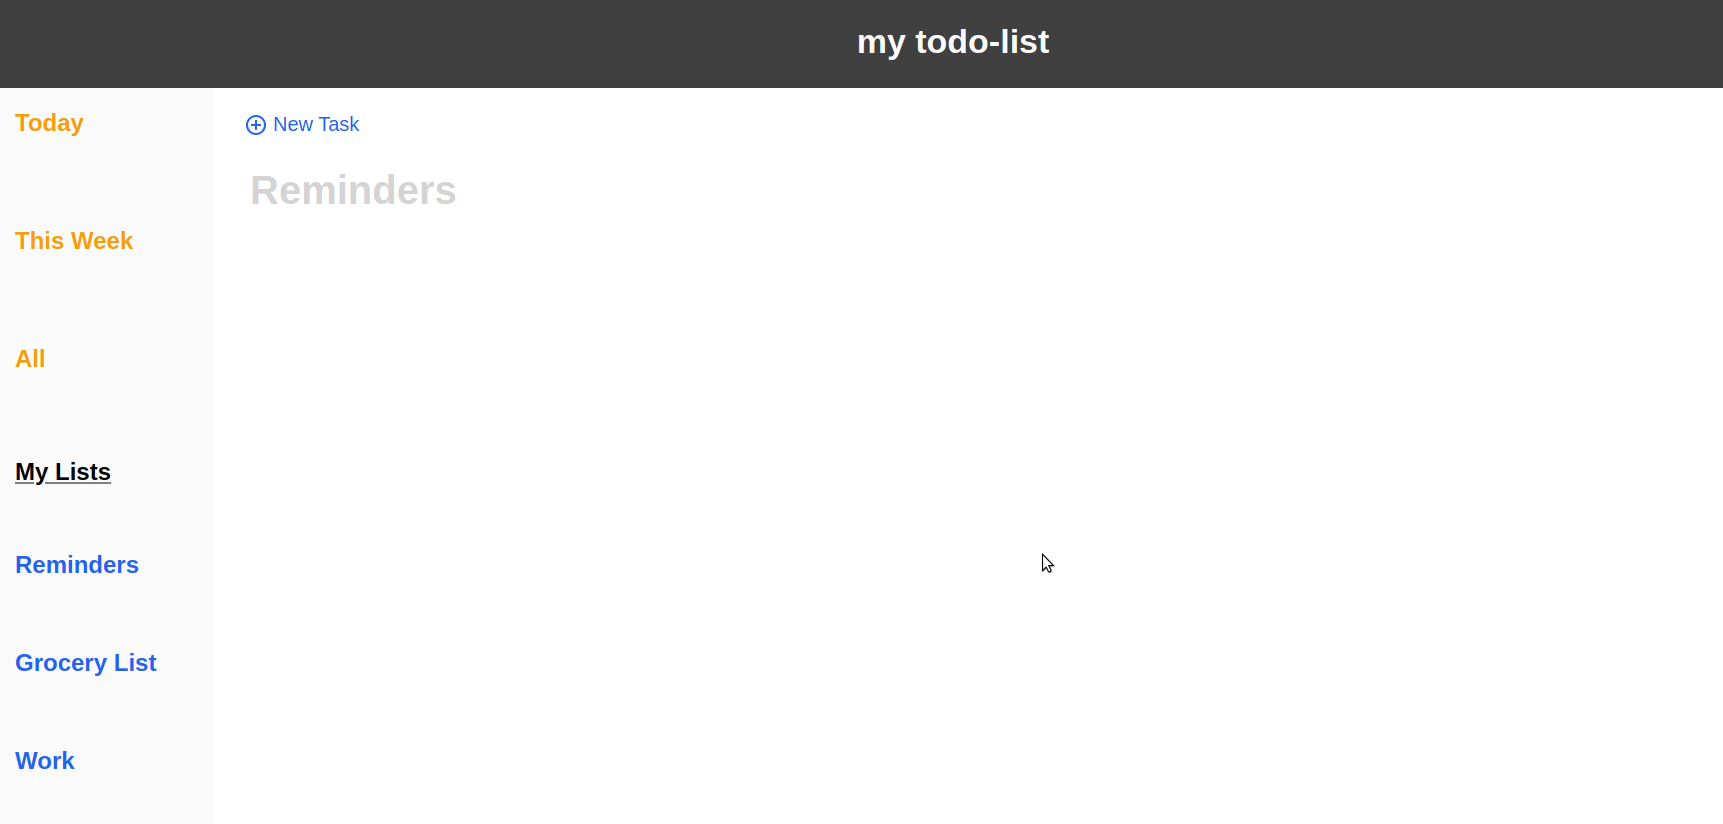 my todo-list
Today
This Week
All
My Lists
Reminders
Grocery List
Work
New Task
Reminders